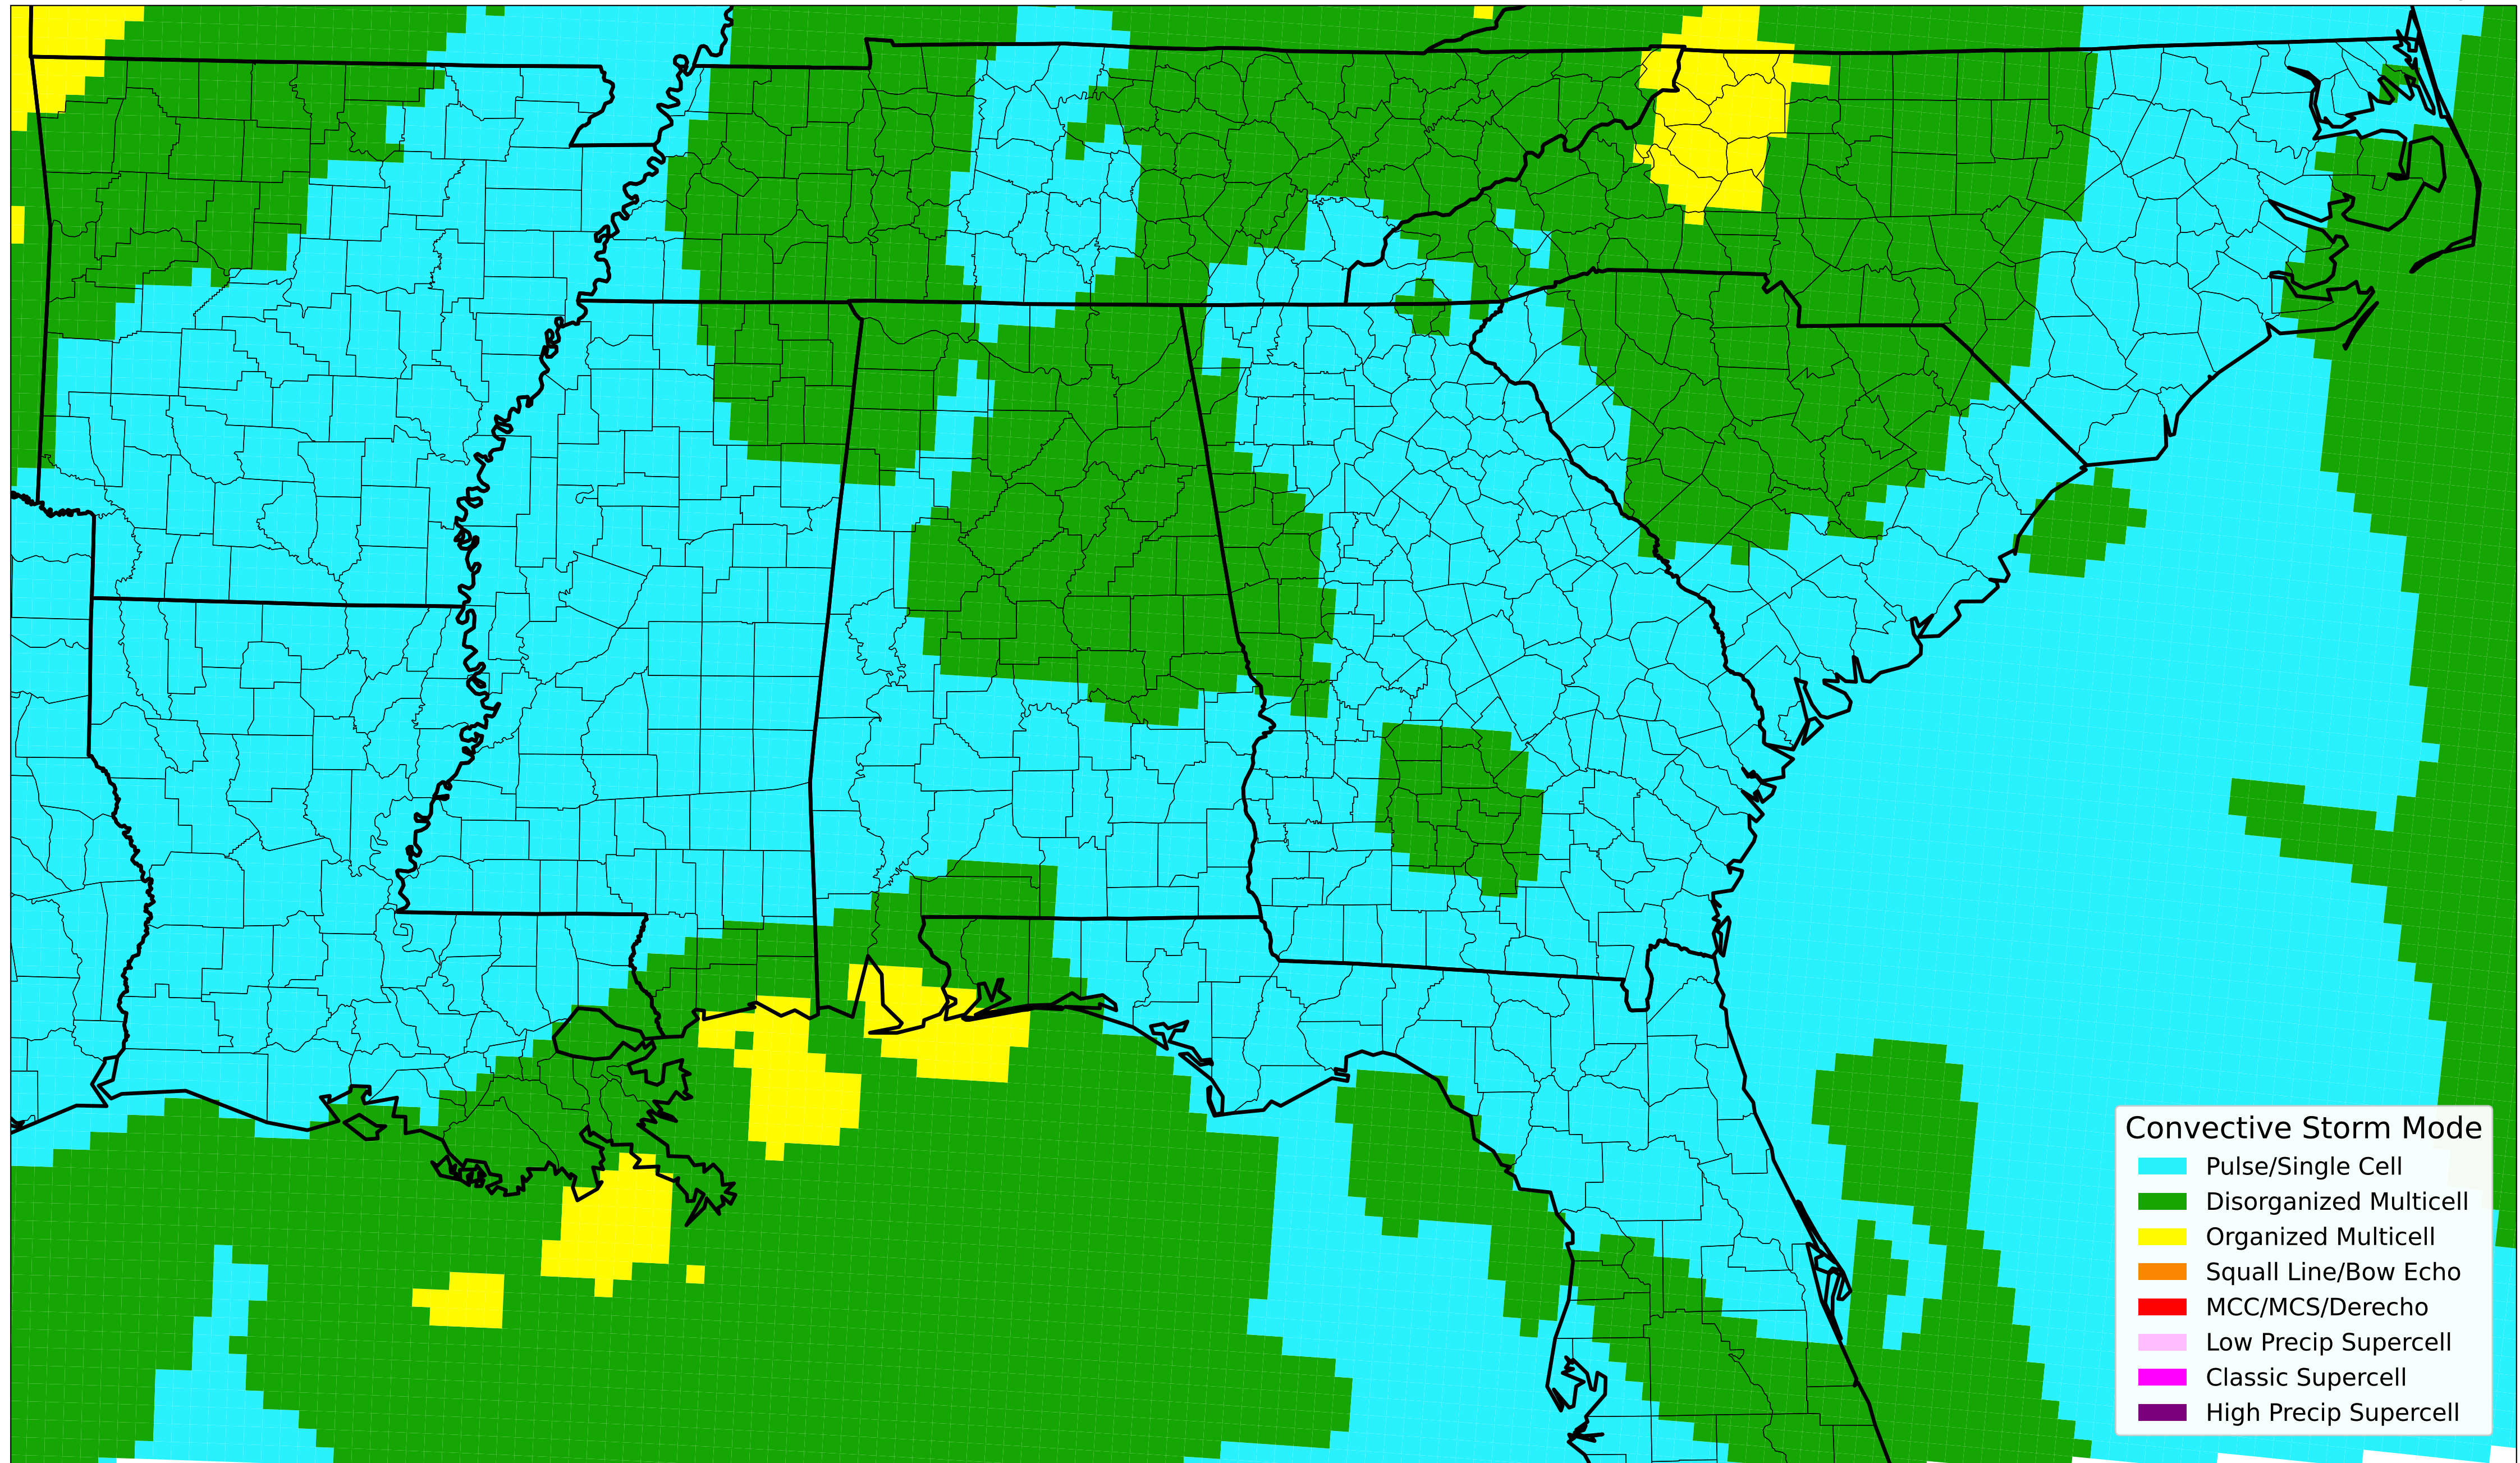 Convective Storm Mode
Pulse/Single Cell
Disorganized Multicell
Organized Multicell
Squall Line/Bow Echo
MCC/MCS/Derecho
Low Precip Supercell
Classic Supercell
High Precip Supercell